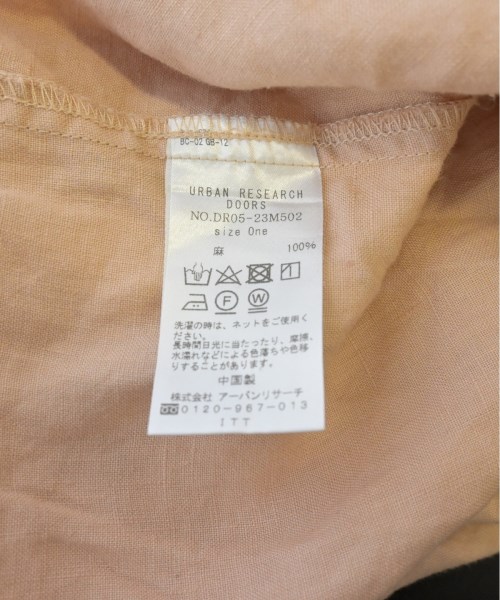 BC-02 GB-12
URBAN RESEARCH
DOORS
NO.DR05-23M502
size One
麻 100%
F W
洗濯の時は、ネットをご使用く
ださい。
長時間日光に当たったり、摩擦、
水濡れなどによる色落ちや色移
りすることがあります。
中国製
株式会社 アーバンリサーチ
0120-967-013
ITT